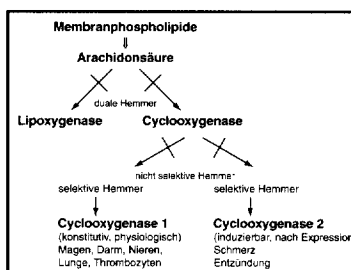 Membranphospholipide
⇓
Arachidonsäure
duale Hemmer
Lipoxygenase Cyclooxygenase
nicht selektive Hemmer
selektive Hemmer selektive Hemmer
Cyclooxygenase 1 Cyclooxygenase 2
(konstitutiv, physiologisch) (induzierbar, nach Expression
Magen, Darm, Nieren, Schmerz
Lunge, Thrombozyten Entzündung